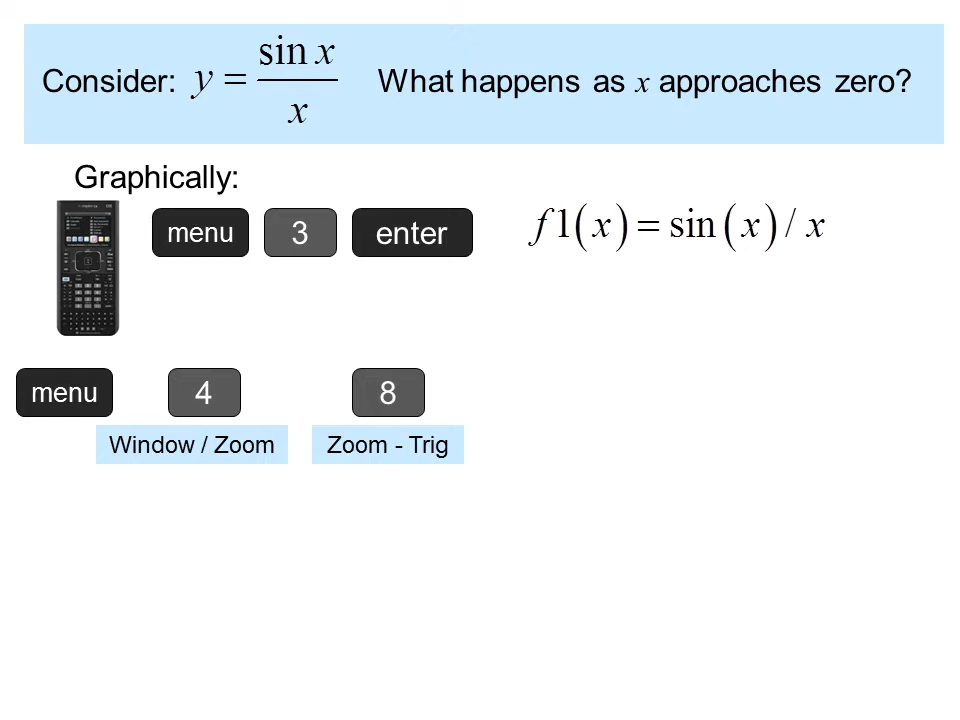 Consider: y = sin x / x What happens as x approaches zero?
Graphically:
menu 3 enter f1(x) = sin(x) / x
menu 4 8
Window / Zoom Zoom - Trig